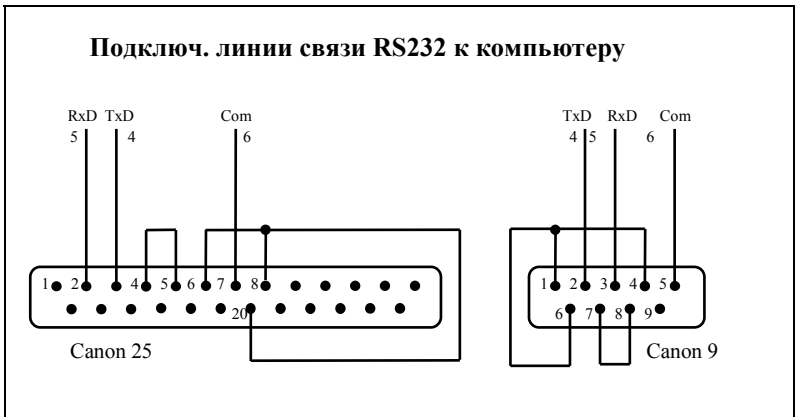 Подключ. линии связи RS232 к компьютеру
RxD TxD Com
5 4 6
TxD RxD Com
4 5 6
1 2 4 5 6 7 8
20
Canon 25
1 2 3 4 5
6 7 8 9
Canon 9